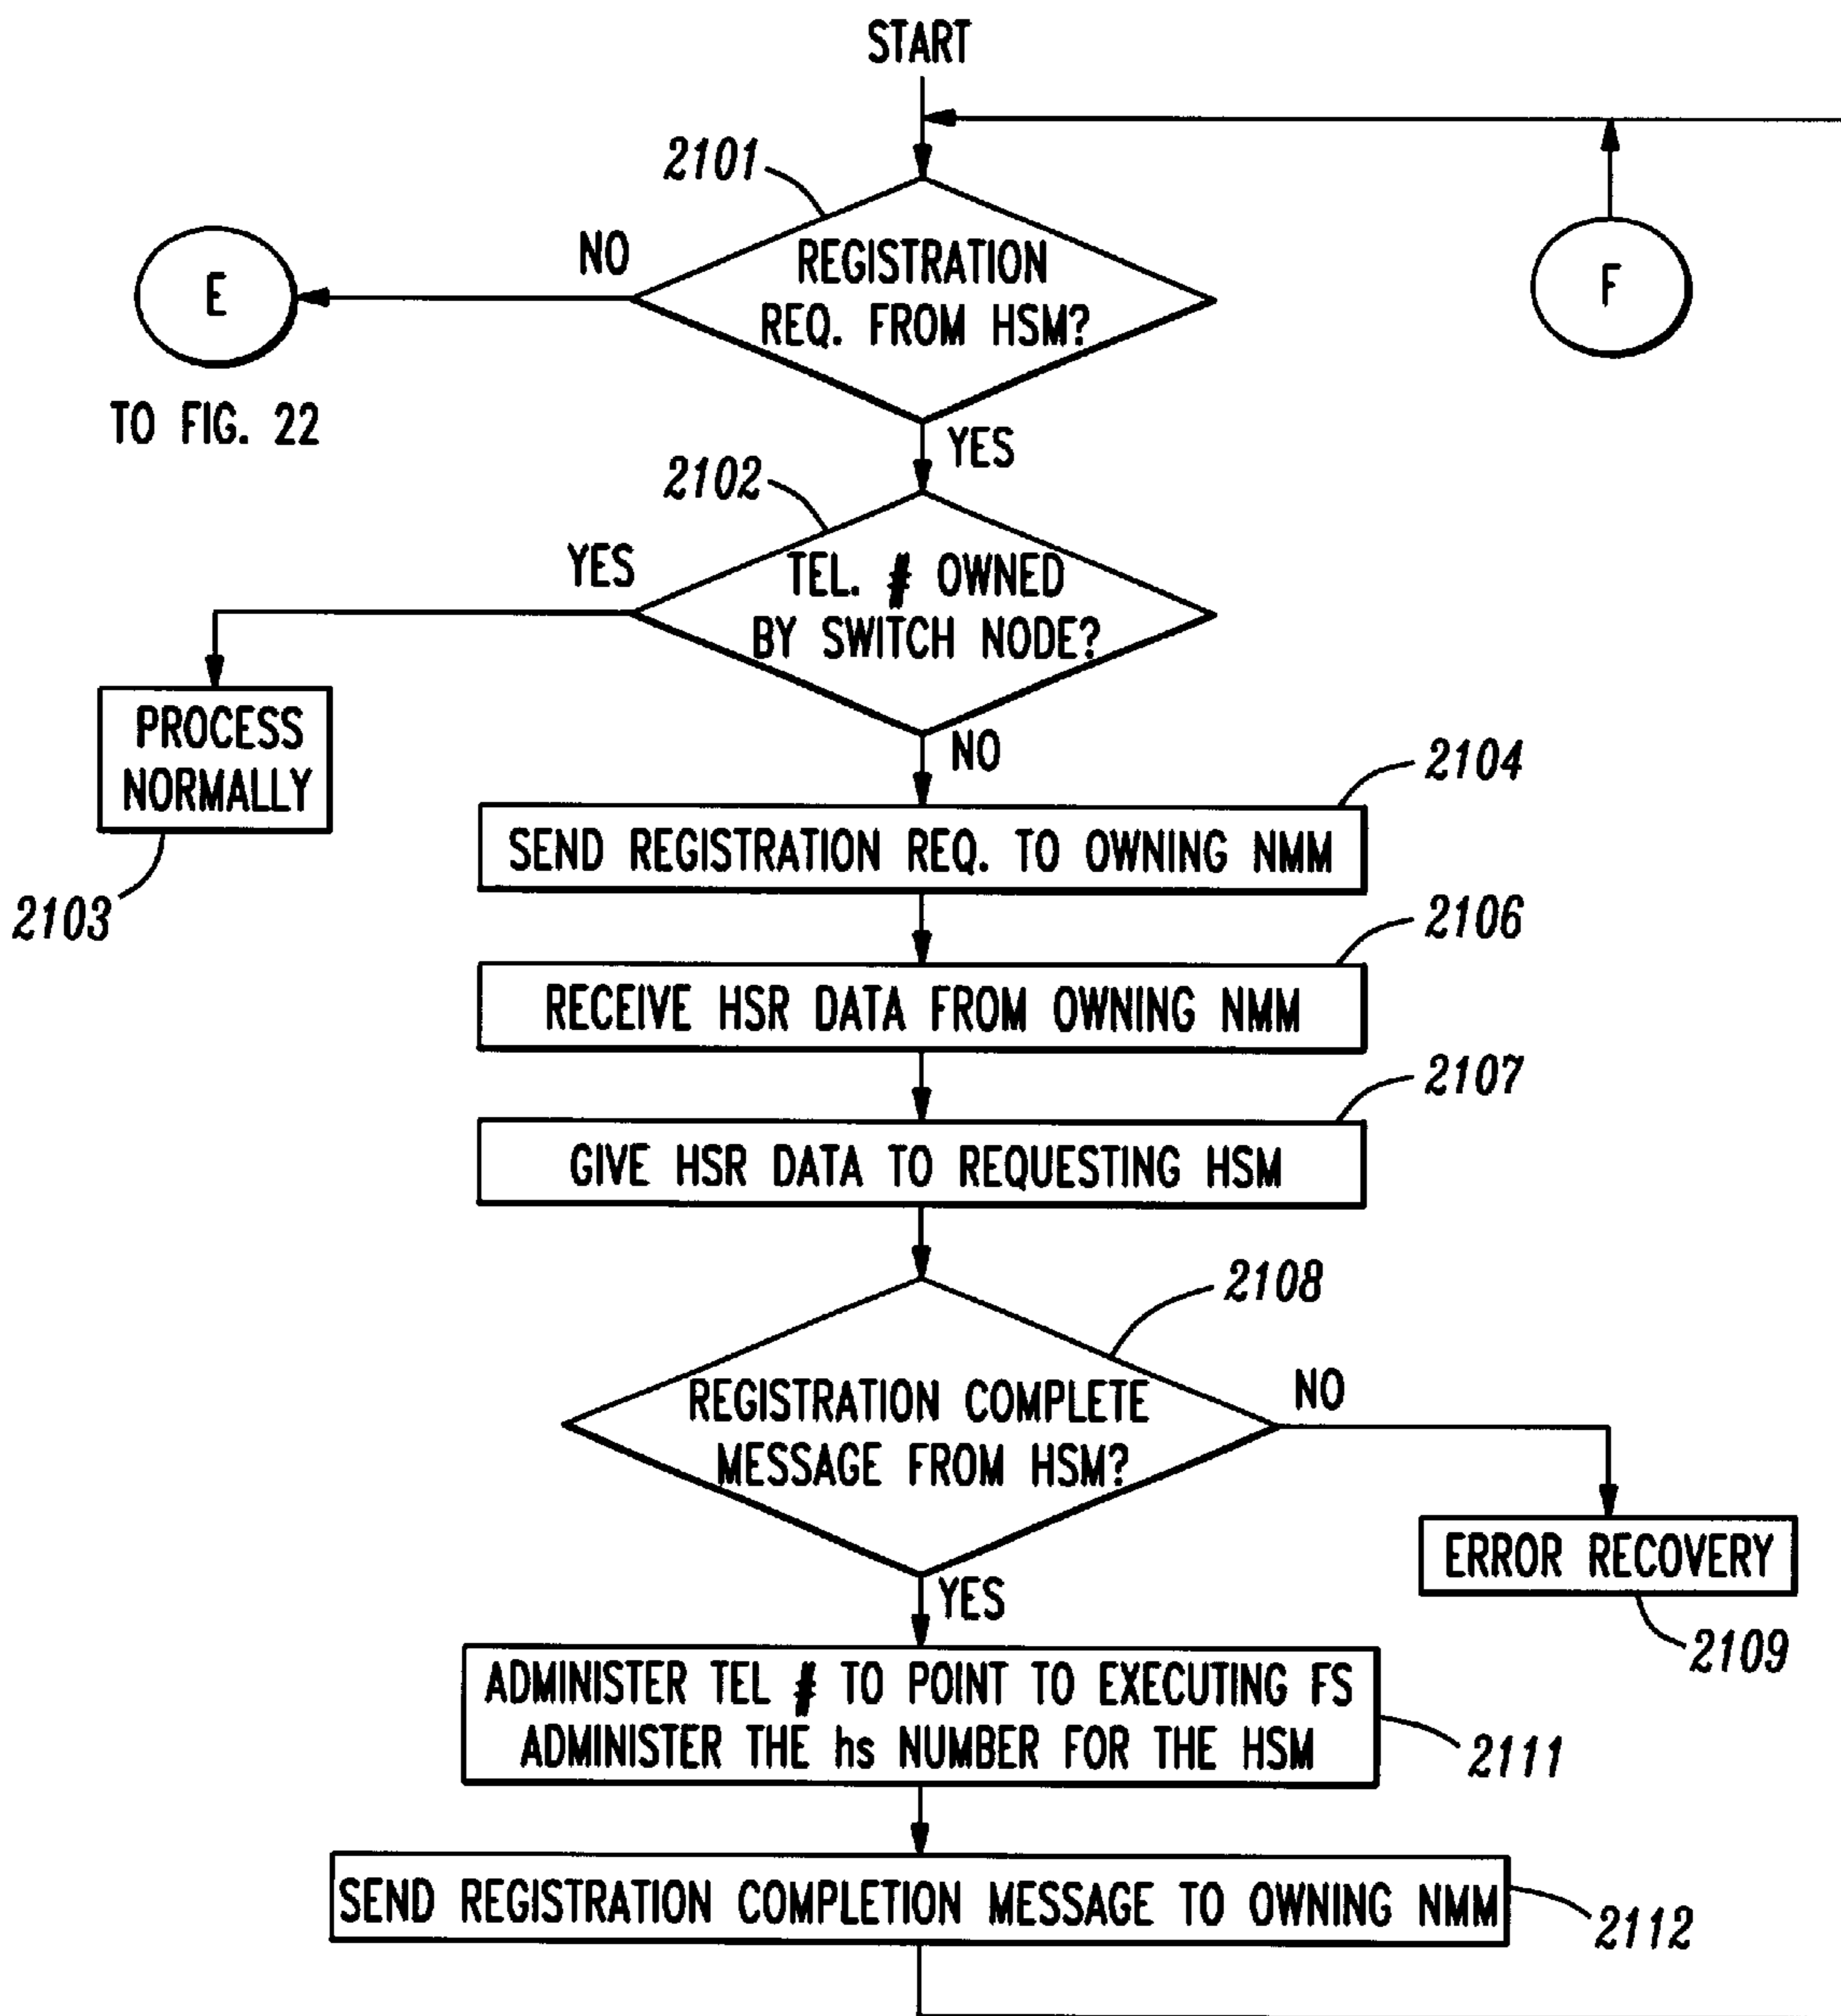 START
2101
NO
REGISTRATION
REQ. FROM HSM?
E
F
TO FIG. 22
YES
2102
YES
TEL. # OWNED
BY SWITCH NODE?
PROCESS
NORMALLY
2103
NO
2104
SEND REGISTRATION REQ. TO OWNING NMM
2106
RECEIVE HSR DATA FROM OWNING NMM
2107
GIVE HSR DATA TO REQUESTING HSM
2108
REGISTRATION COMPLETE
MESSAGE FROM HSM?
NO
ERROR RECOVERY
2109
YES
ADMINISTER TEL # TO POINT TO EXECUTING FS
ADMINISTER THE hs NUMBER FOR THE HSM
2111
SEND REGISTRATION COMPLETION MESSAGE TO OWNING NMM
2112